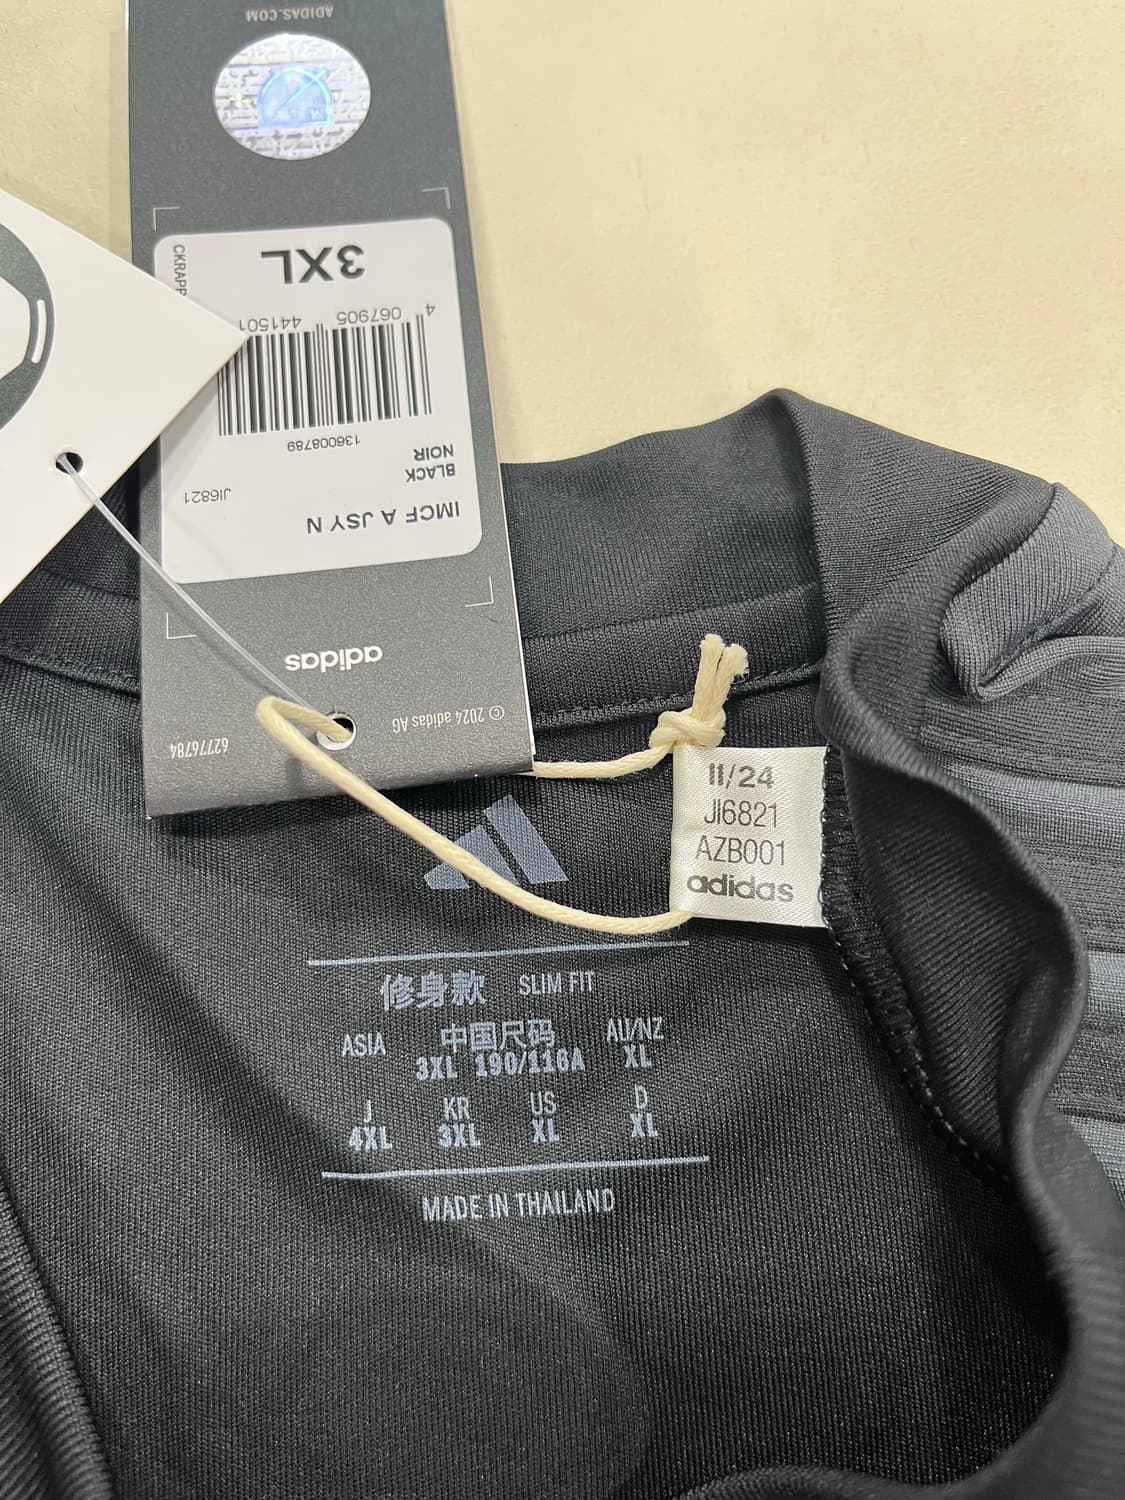 ADIDAS.COM
adidas
© 2024 adidas AG
62776784
IMCF A JSY N
JI6821
BLACK
NOIR
136008789
4 067905 441501
3XL
CKRAPP
11/24
JI6821
AZB001
adidas
修身款 SLIM FIT
ASIA 中国尺码 AU/NZ
3XL 190/116A XL
J KR US D
4XL 3XL XL XL
MADE IN THAILAND